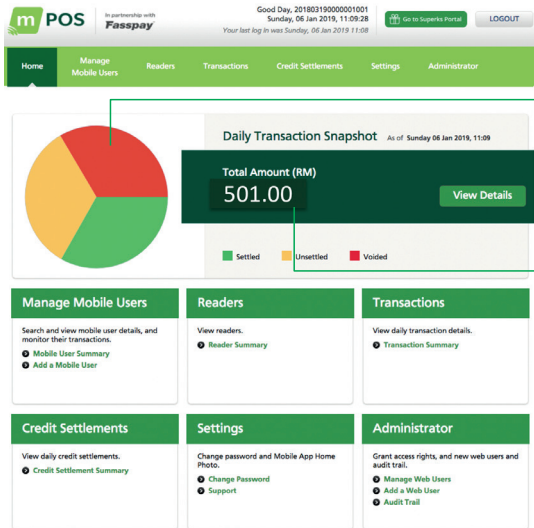 m POS
In partnership with
Fasspay
Good Day, 201803190000001001
Sunday, 06 Jan 2019, 11:09:28
Your last log in was Sunday, 06 Jan 2019 11:08
Go to Superks Portal
LOGOUT
Home
Manage
Mobile Users
Readers
Transactions
Credit Settlements
Settings
Administrator
Daily Transaction Snapshot As of Sunday 06 Jan 2019, 11:09
Total Amount (RM)
501.00
View Details
Settled
Unsettled
Voided
Manage Mobile Users
Search and view mobile user details, and
monitor their transactions.
Mobile User Summary
Add a Mobile User
Readers
View readers.
Reader Summary
Transactions
View daily transaction details.
Transaction Summary
Credit Settlements
View daily credit settlements.
Credit Settlement Summary
Settings
Change password and Mobile App Home
Photo.
Change Password
Support
Administrator
Grant access rights, and new web users and
audit trail.
Manage Web Users
Add a Web User
Audit Trail